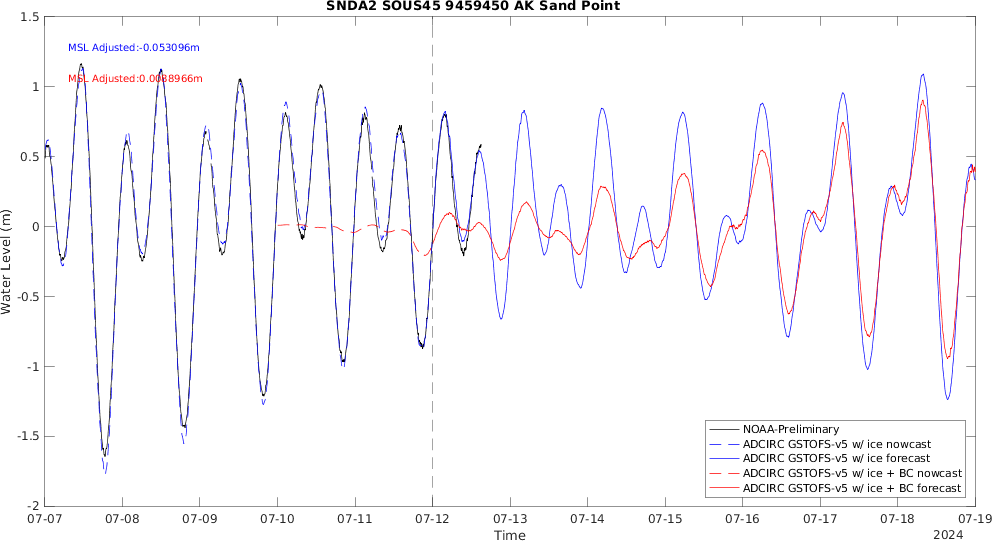 SNDA2 SOUS45 9459450 AK Sand Point
1.5
1
0.5
0
-0.5
-1
-1.5
-2
Water Level (m)
MSL Adjusted:-0.053096m
MSL Adjusted:0.0088966m
NOAA-Preliminary
ADCIRC GSTOFS-v5 w/ ice nowcast
ADCIRC GSTOFS-v5 w/ ice forecast
ADCIRC GSTOFS-v5 w/ ice + BC nowcast
ADCIRC GSTOFS-v5 w/ ice + BC forecast
07-07 07-08 07-09 07-10 07-11 07-12 07-13 07-14 07-15 07-16 07-17 07-18 07-19
Time
2024